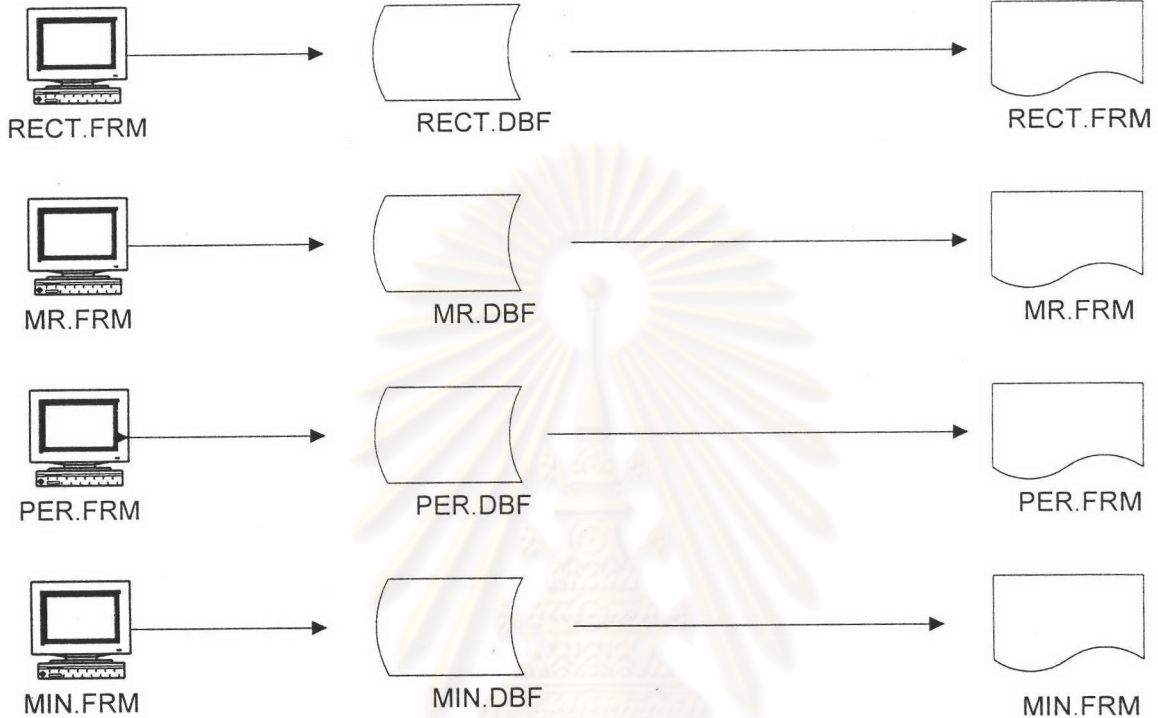 RECT.FRM
RECT.DBF
RECT.FRM
MR.FRM
MR.DBF
MR.FRM
PER.FRM
PER.DBF
PER.FRM
MIN.FRM
MIN.DBF
MIN.FRM